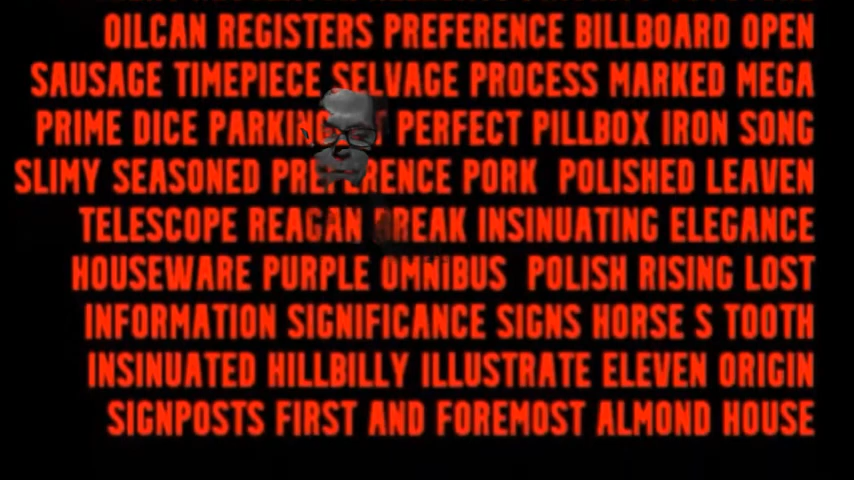 OILCAN REGISTERS PREFERENCE BILLBOARD OPEN
SAUSAGE TIMEPIECE SELVAGE PROCESS MARKED MEGA
PRIME DICE PARKING PERFECT PILLBOX IRON SONG
SLIMY SEASONED PREFERENCE PORK POLISHED LEAVEN
TELESCOPE REAGAN BREAK INSINUATING ELEGANCE
HOUSEWARE PURPLE OMNIBUS POLISH RISING LOST
INFORMATION SIGNIFICANCE SIGNS HORSE S TOOTH
INSINUATED HILLBILLY ILLUSTRATE ELEVEN ORIGIN
SIGNPOSTS FIRST AND FOREMOST ALMOND HOUSE